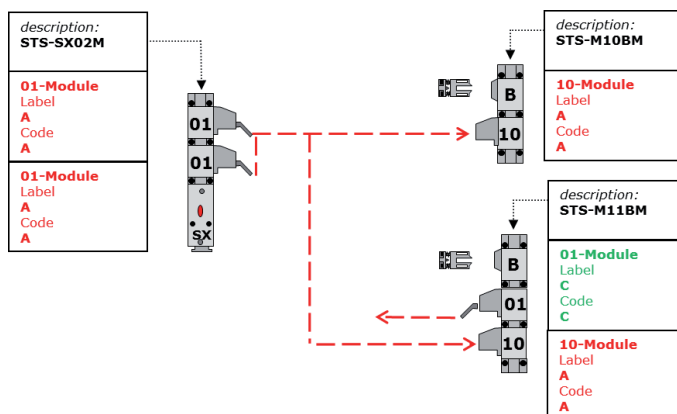 description:
STS-SX02M
01-Module
Label
A
Code
A
01-Module
Label
A
Code
A
01
01
SX
description:
STS-M10BM
10-Module
Label
A
Code
A
B
10
description:
STS-M11BM
01-Module
Label
C
Code
C
10-Module
Label
A
Code
A
B
01
10